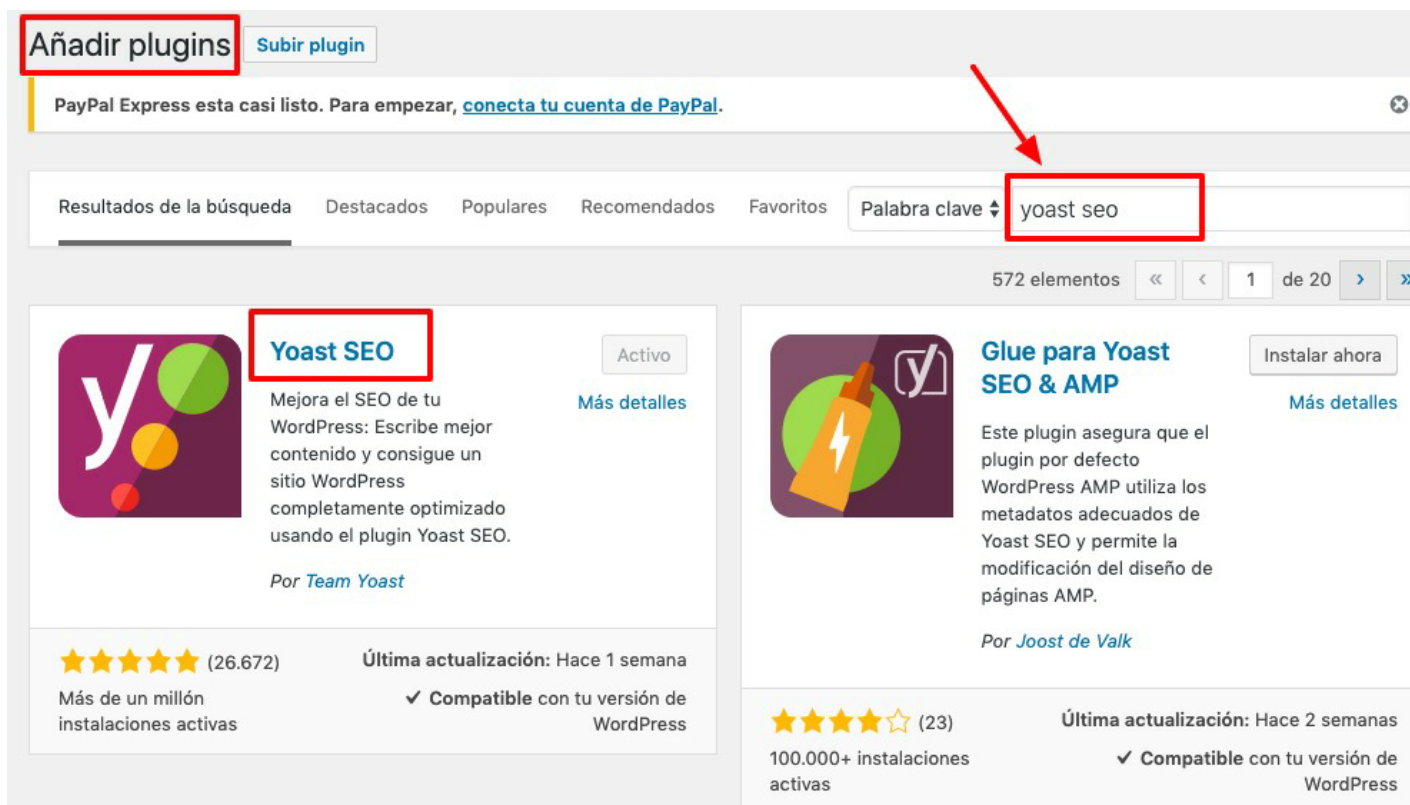 Añadir plugins Subir plugin
PayPal Express esta casi listo. Para empezar, conecta tu cuenta de PayPal.
Resultados de la búsqueda Destacados Populares Recomendados Favoritos Palabra clave yoast seo
572 elementos « ‹ 1 de 20 › »
Yoast SEO
Activo
Más detalles
Mejora el SEO de tu
WordPress: Escribe mejor
contenido y consigue un
sitio WordPress
completamente optimizado
usando el plugin Yoast SEO.
Por Team Yoast
(26.672)
Más de un millón
instalaciones activas
Última actualización: Hace 1 semana
✓ Compatible con tu versión de
WordPress
Glue para Yoast
SEO & AMP
Instalar ahora
Más detalles
Este plugin asegura que el
plugin por defecto
WordPress AMP utiliza los
metadatos adecuados de
Yoast SEO y permite la
modificación del diseño de
páginas AMP.
Por Joost de Valk
(23)
100.000+ instalaciones
activas
Última actualización: Hace 2 semanas
✓ Compatible con tu versión de
WordPress